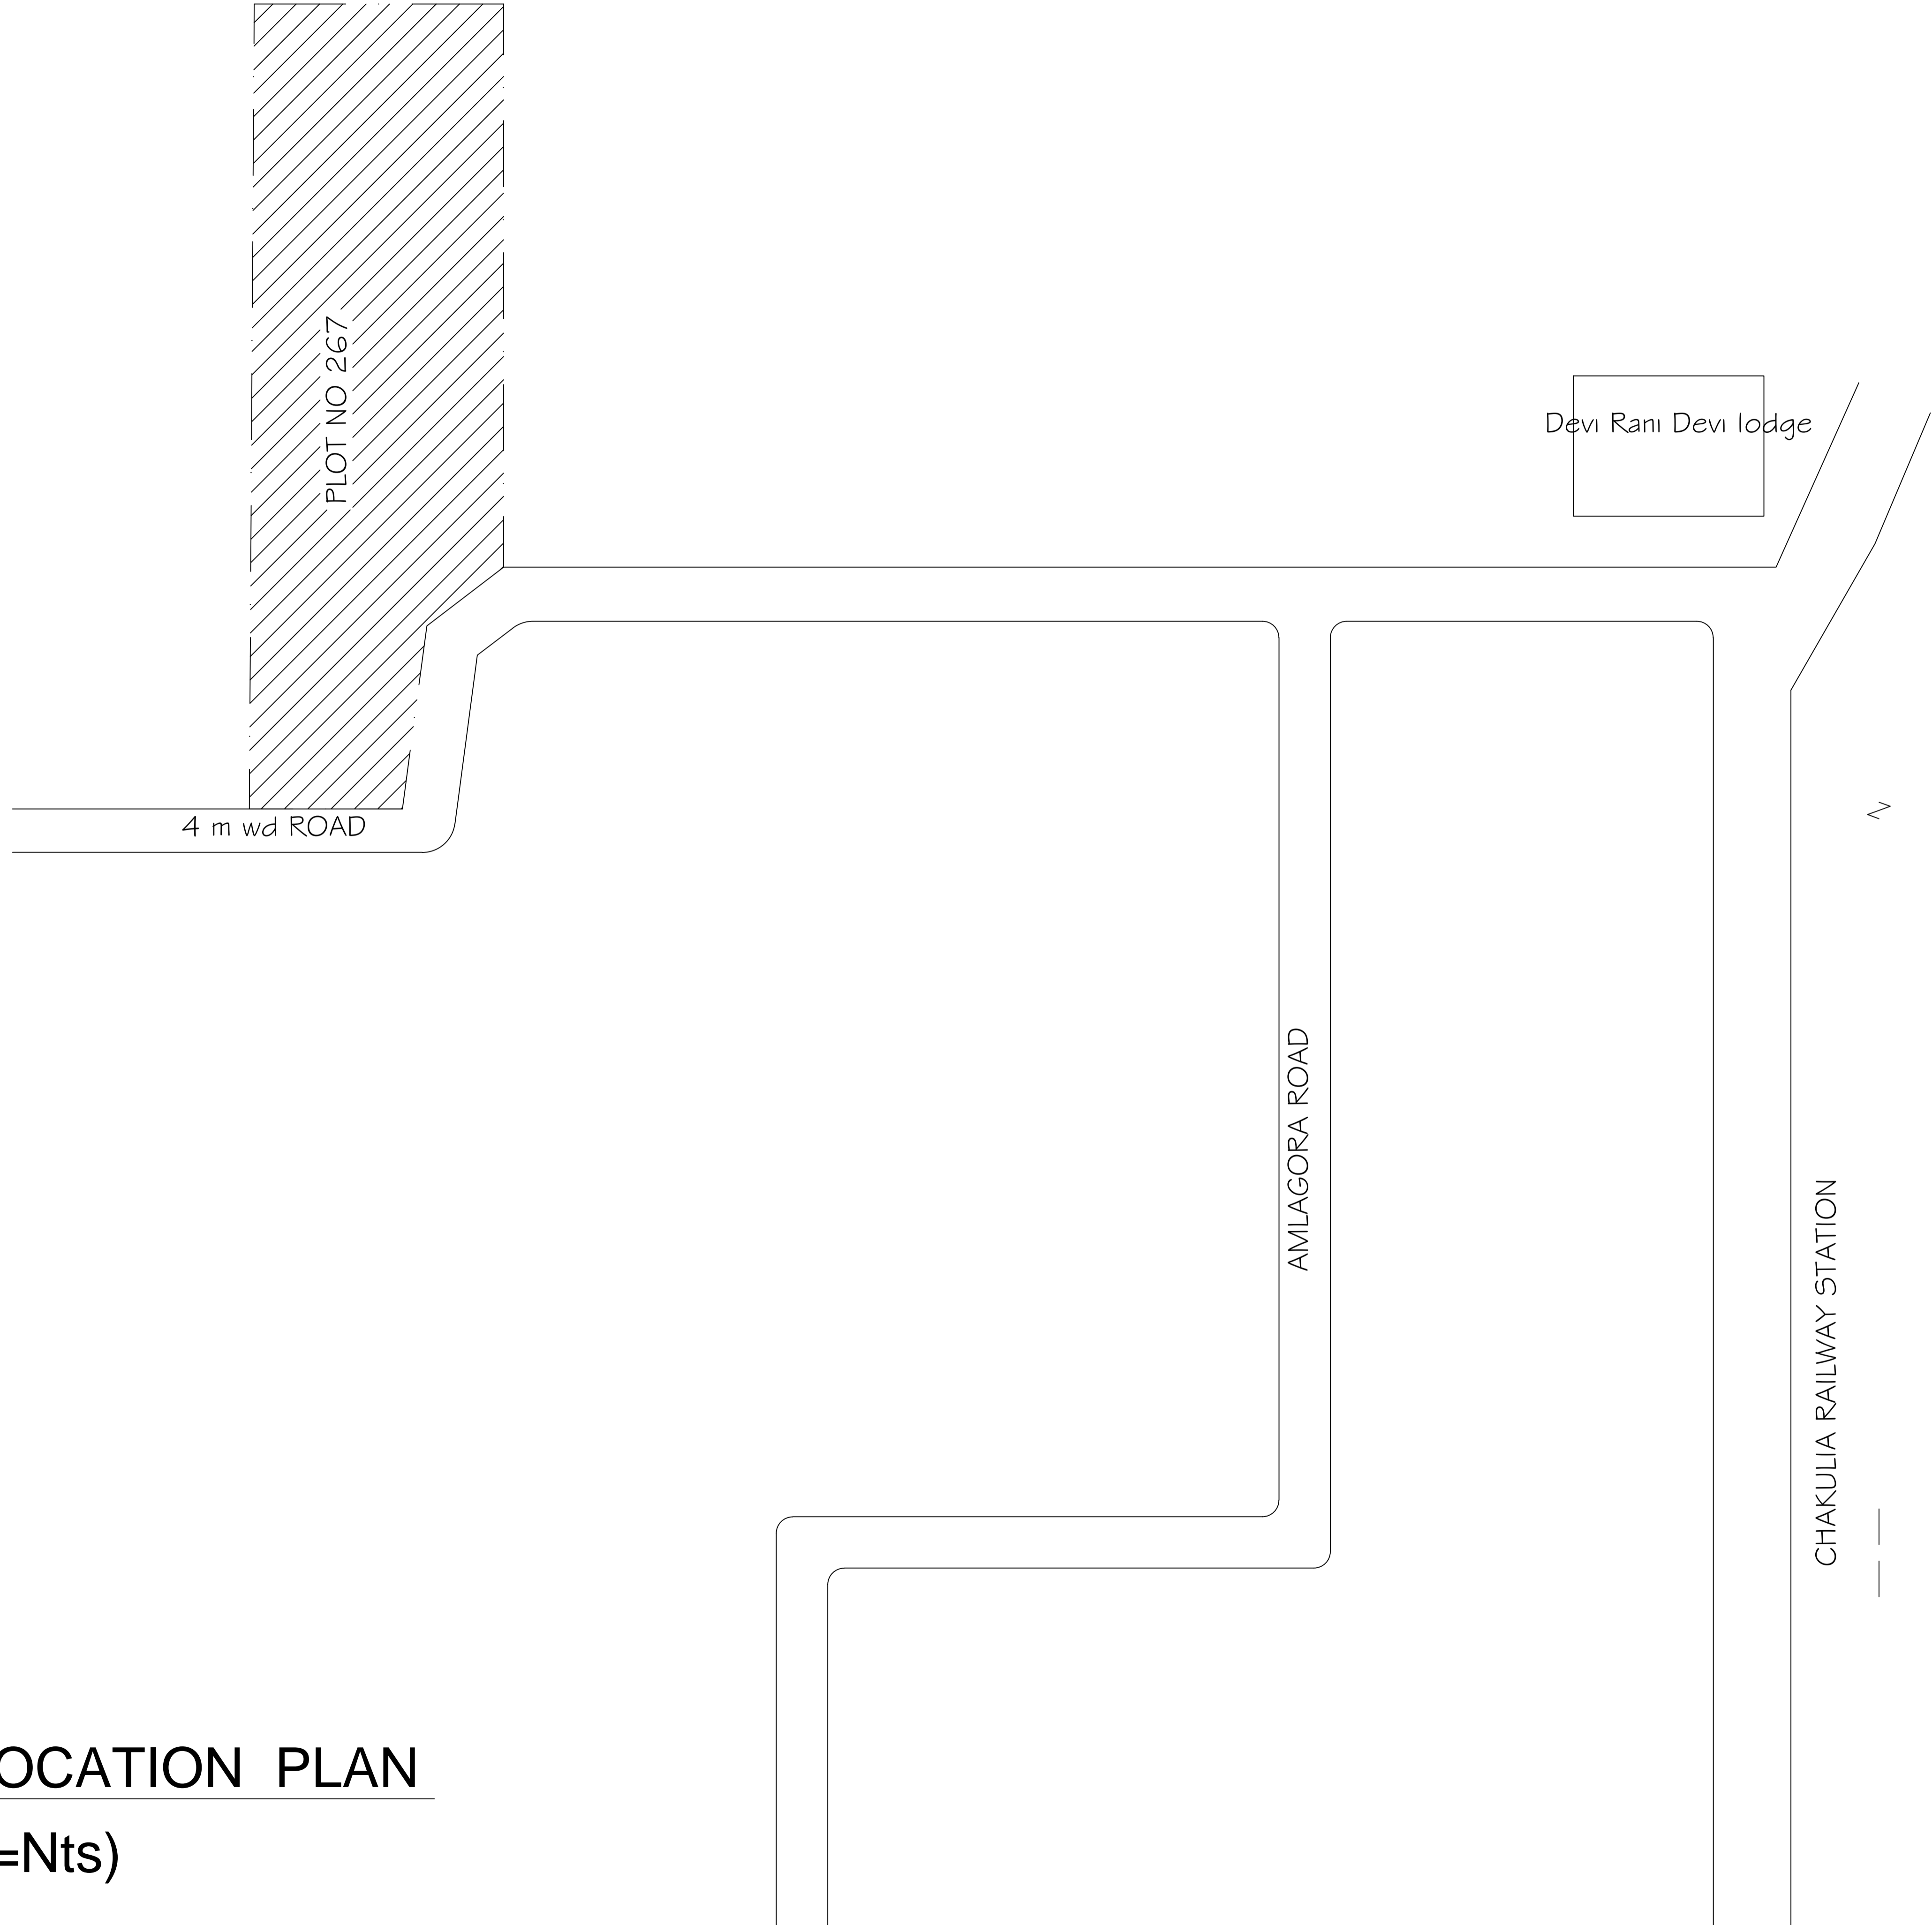 PLOT NO 267
Devi Rani Devi lodge
4 m wd ROAD
N
AMLAGORA ROAD
CHAKULIA RAILWAY STATION
OCATION PLAN
=Nts)